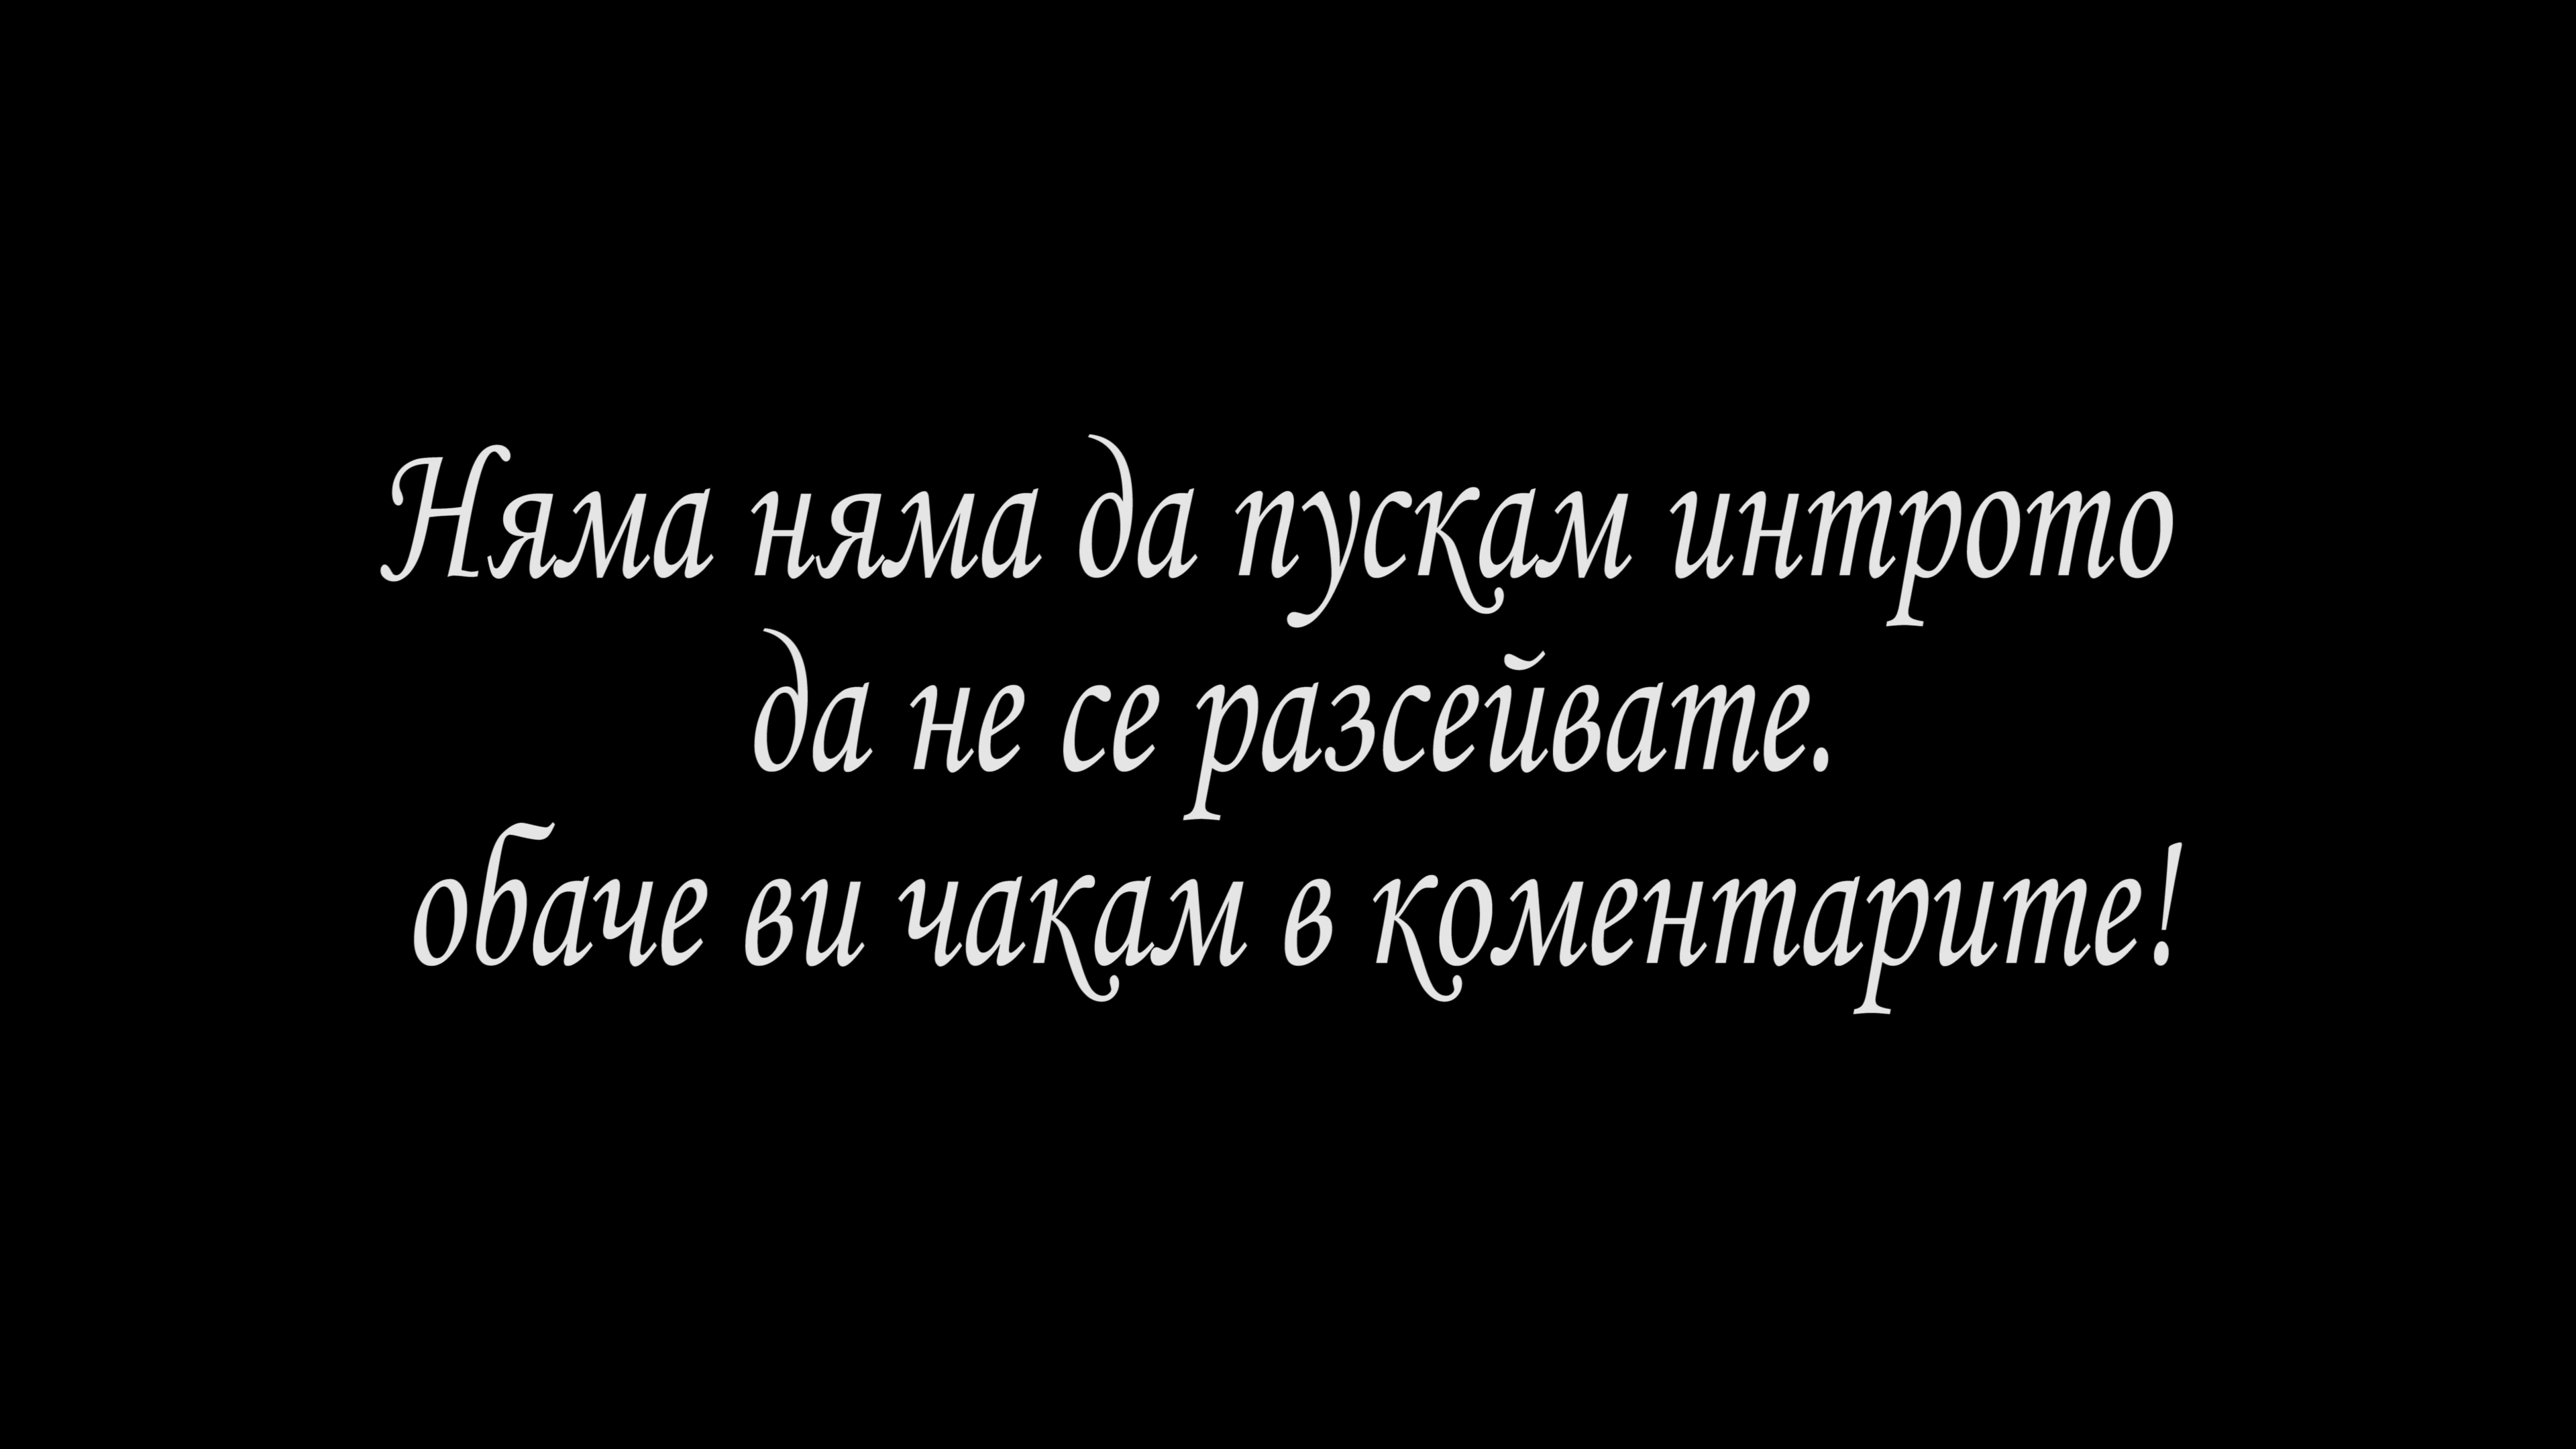 Няма няма да пускам интрото
да не се разсейвате.
обаче ви чакам в коментарите!